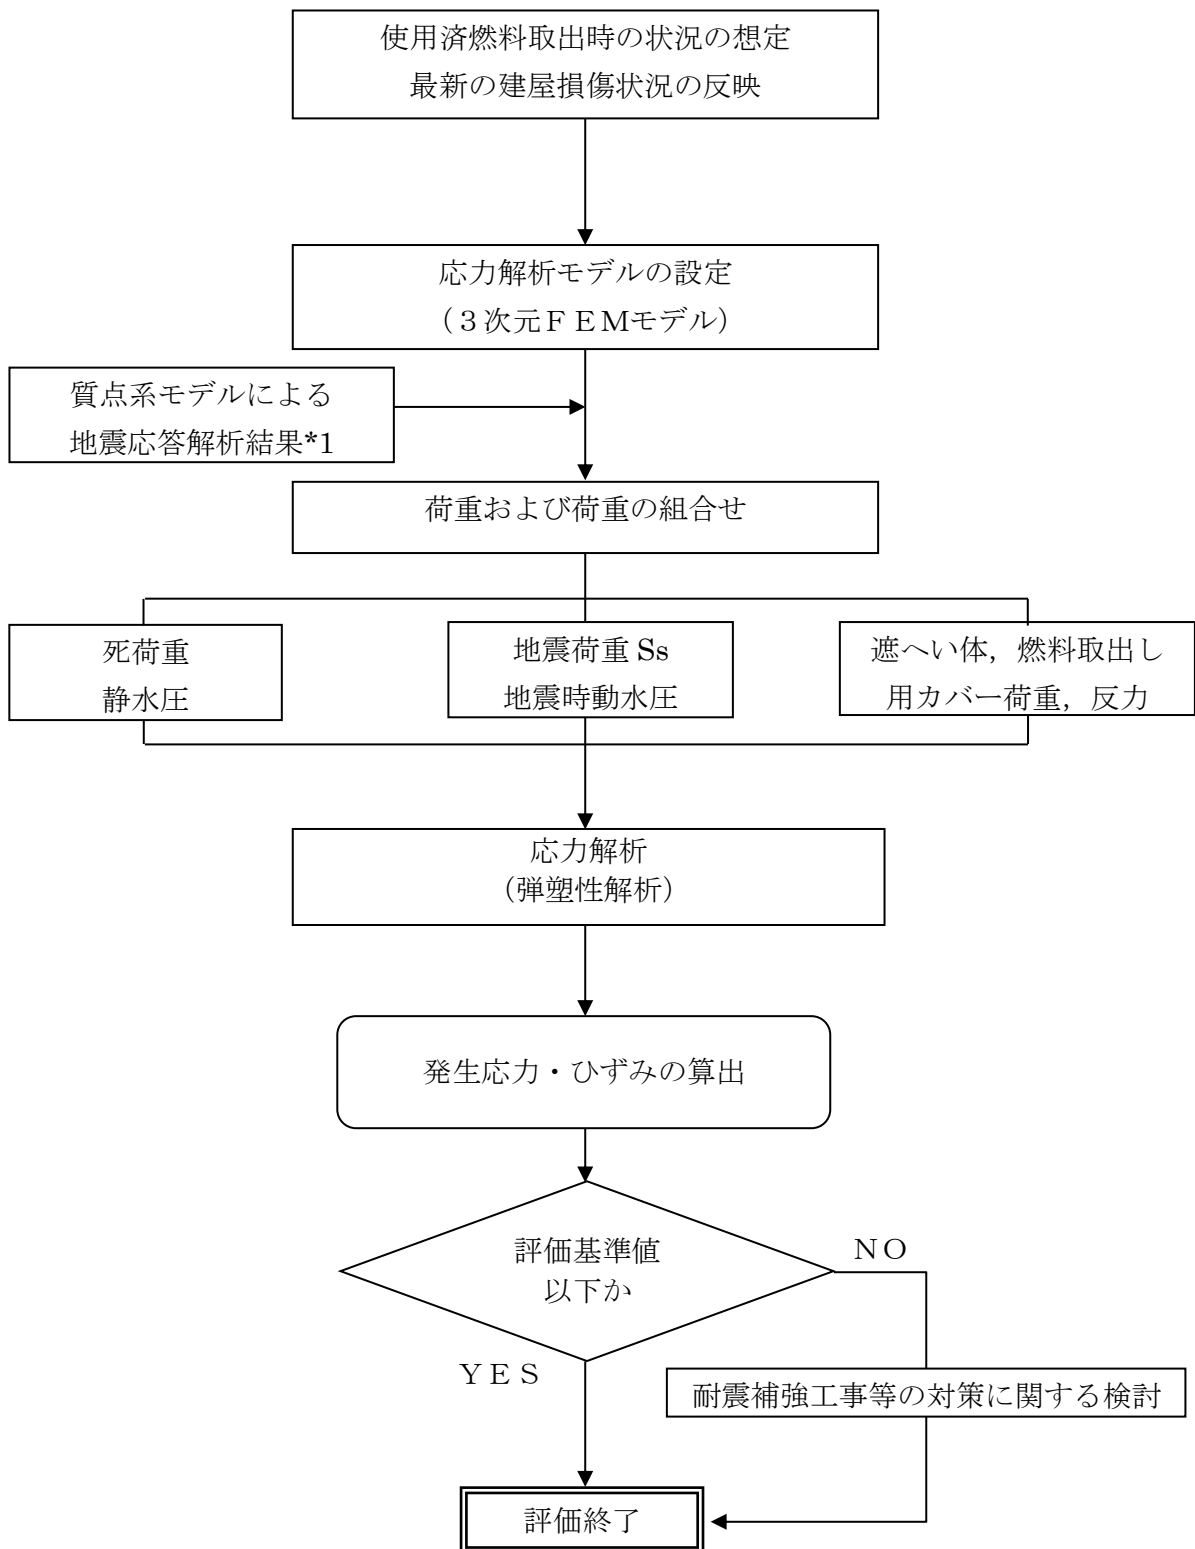 使用済燃料取出時の状況の想定
最新の建屋損傷状況の反映
応力解析モデルの設定
（３次元ＦＥＭモデル）
質点系モデルによる
地震応答解析結果*1
荷重および荷重の組合せ
死荷重
静水圧
地震荷重 Ss
地震時動水圧
遮へい体，燃料取出し
用カバー荷重，反力
応力解析
（弾塑性解析）
発生応力・ひずみの算出
評価基準値
以下か
ＮＯ
ＹＥＳ
耐震補強工事等の対策に関する検討
評価終了